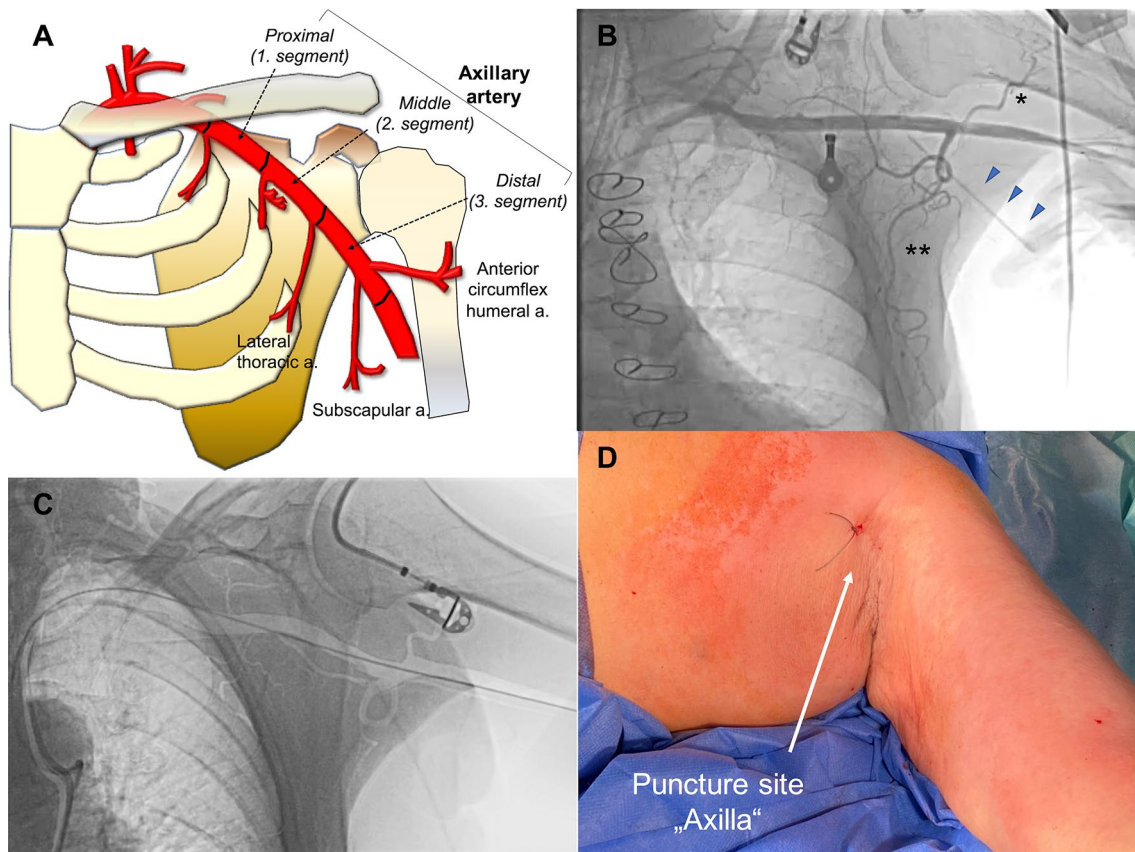 A
Proximal
(1. segment)
Axillary
artery
Middle
(2. segment)
Distal
(3. segment)
Anterior
circumflex
humeral a.
Lateral
thoracic a.
Subscapular a.
B
*
**
C
D
Puncture site
„Axilla“